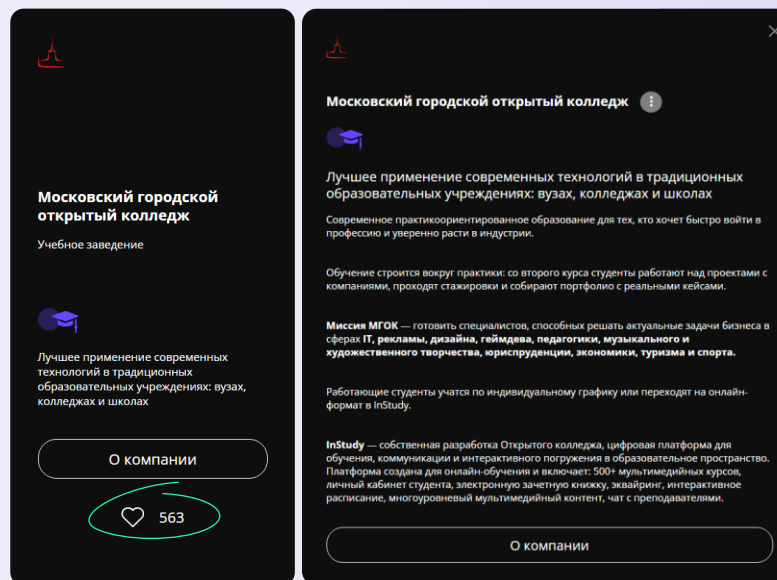 Московский городской
открытый колледж
Учебное заведение
Лучшее применение современных
технологий в традиционных
образовательных учреждениях: вузах,
колледжах и школах
О компании
563
Московский городской открытый колледж
Лучшее применение современных технологий в традиционных
образовательных учреждениях: вузах, колледжах и школах
Современное практикоориентированное образование для тех, кто хочет быстро войти в
профессию и уверенно расти в индустрии.
Обучение строится вокруг практики: со второго курса студенты работают над проектами с
компаниями, проходят стажировки и собирают портфолио с реальными кейсами.
Миссия МГОК — готовить специалистов, способных решать актуальные задачи бизнеса в
сферах IT, рекламы, дизайна, геймдева, педагогики, музыкального и
художественного творчества, юриспруденции, экономики, туризма и спорта.
Работающие студенты учатся по индивидуальному графику или переходят на онлайн-
формат в InStudy.
InStudy — собственная разработка Открытого колледжа, цифровая платформа для
обучения, коммуникации и интерактивного погружения в образовательное пространство.
Платформа создана для онлайн-обучения и включает: 500+ мультимедийных курсов,
личный кабинет студента, электронную зачетную книжку, эквайринг, интерактивное
расписание, многоуровневый мультимедийный контент, чат с преподавателями.
О компании